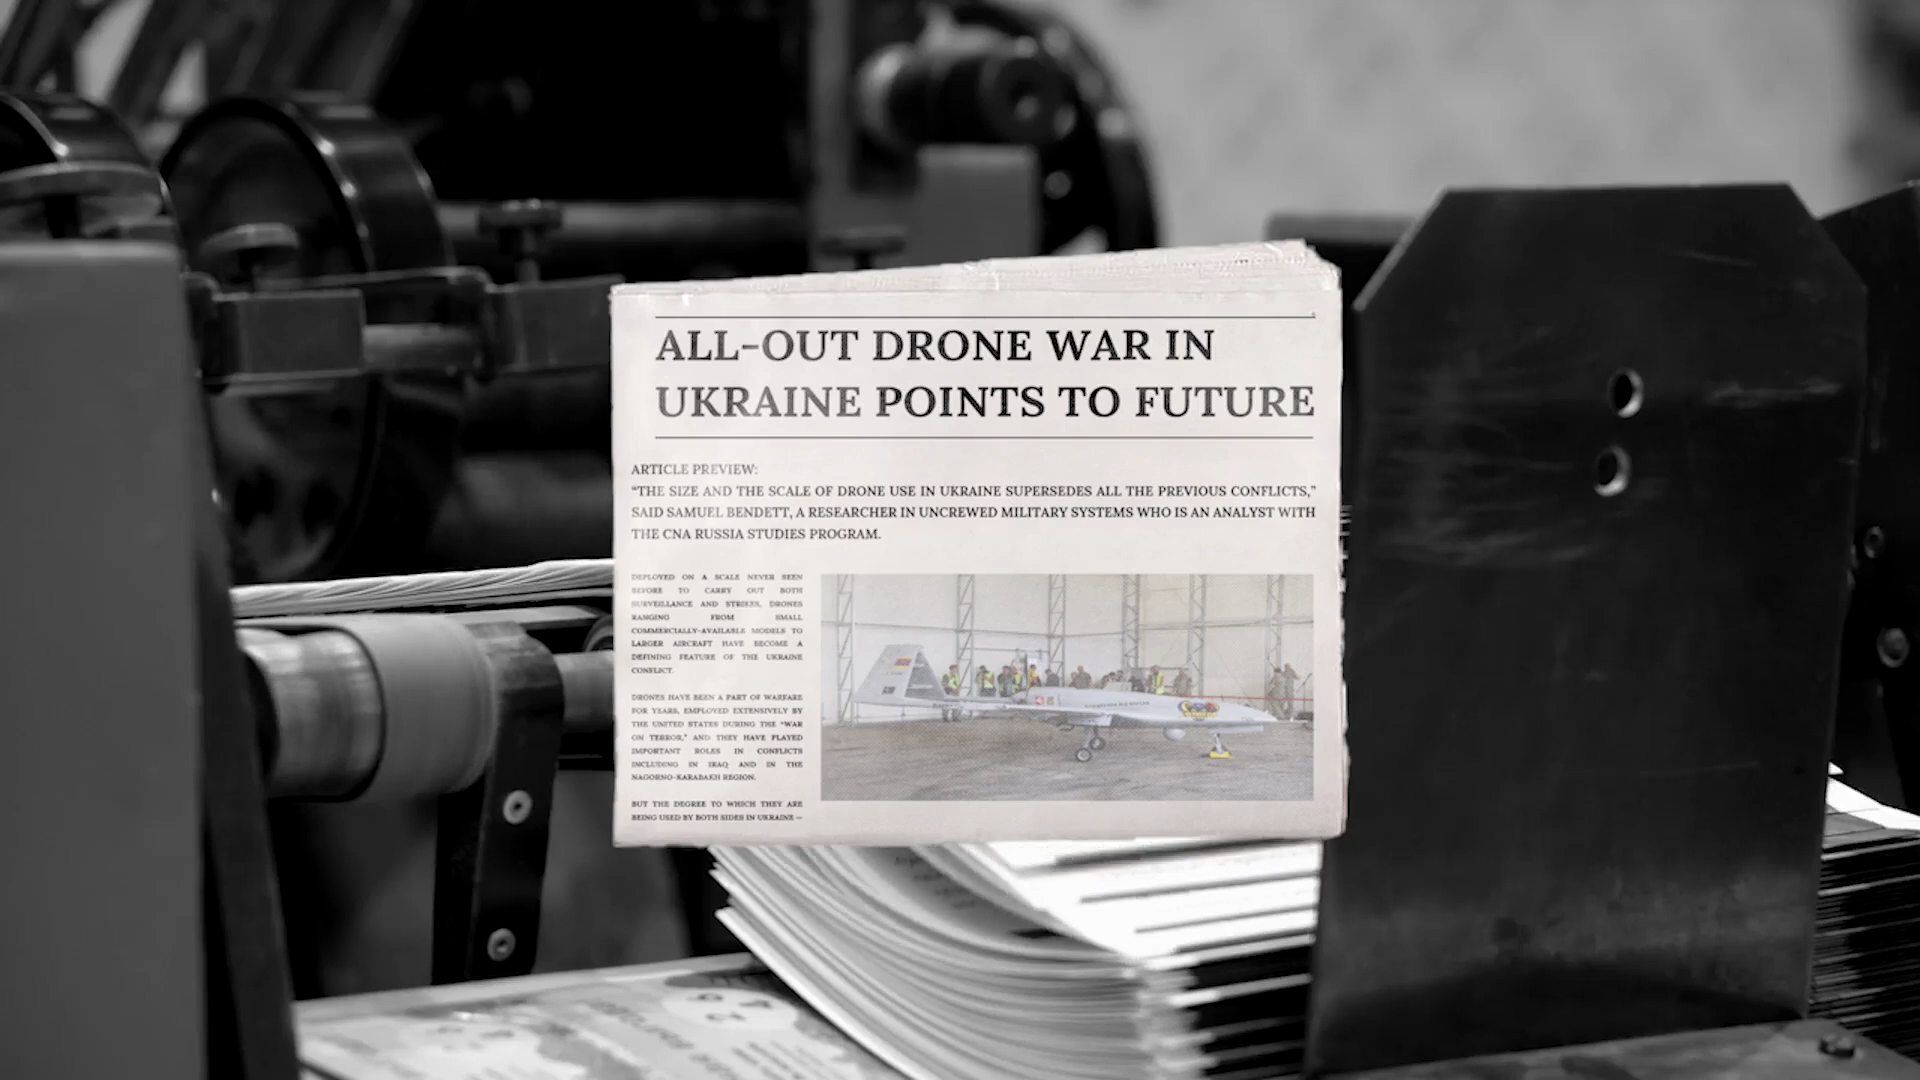 ALL-OUT DRONE WAR IN
UKRAINE POINTS TO FUTURE
ARTICLE PREVIEW:
“THE SIZE AND THE SCALE OF DRONE USE IN UKRAINE SUPERSEDES ALL THE PREVIOUS CONFLICTS,”
SAID SAMUEL BENDETT, A RESEARCHER IN UNCREWED MILITARY SYSTEMS WHO IS AN ANALYST WITH
THE CNA RUSSIA STUDIES PROGRAM.
DEPLOYED ON A SCALE NEVER SEEN
BEFORE TO CARRY OUT BOTH
SURVEILLANCE AND STRIKES, DRONES
RANGING FROM SMALL
COMMERCIALLY-AVAILABLE MODELS TO
LARGER AIRCRAFT HAVE BECOME A
DEFINING FEATURE OF THE UKRAINE
CONFLICT.
DRONES HAVE BEEN A PART OF WARFARE
FOR YEARS, EMPLOYED EXTENSIVELY BY
THE UNITED STATES DURING THE “WAR
ON TERROR,” AND THEY HAVE PLAYED
IMPORTANT ROLES IN CONFLICTS
INCLUDING IN IRAQ AND IN THE
NAGORNO-KARABAKH REGION.
BUT THE DEGREE TO WHICH THEY ARE
BEING USED BY BOTH SIDES IN UKRAINE —